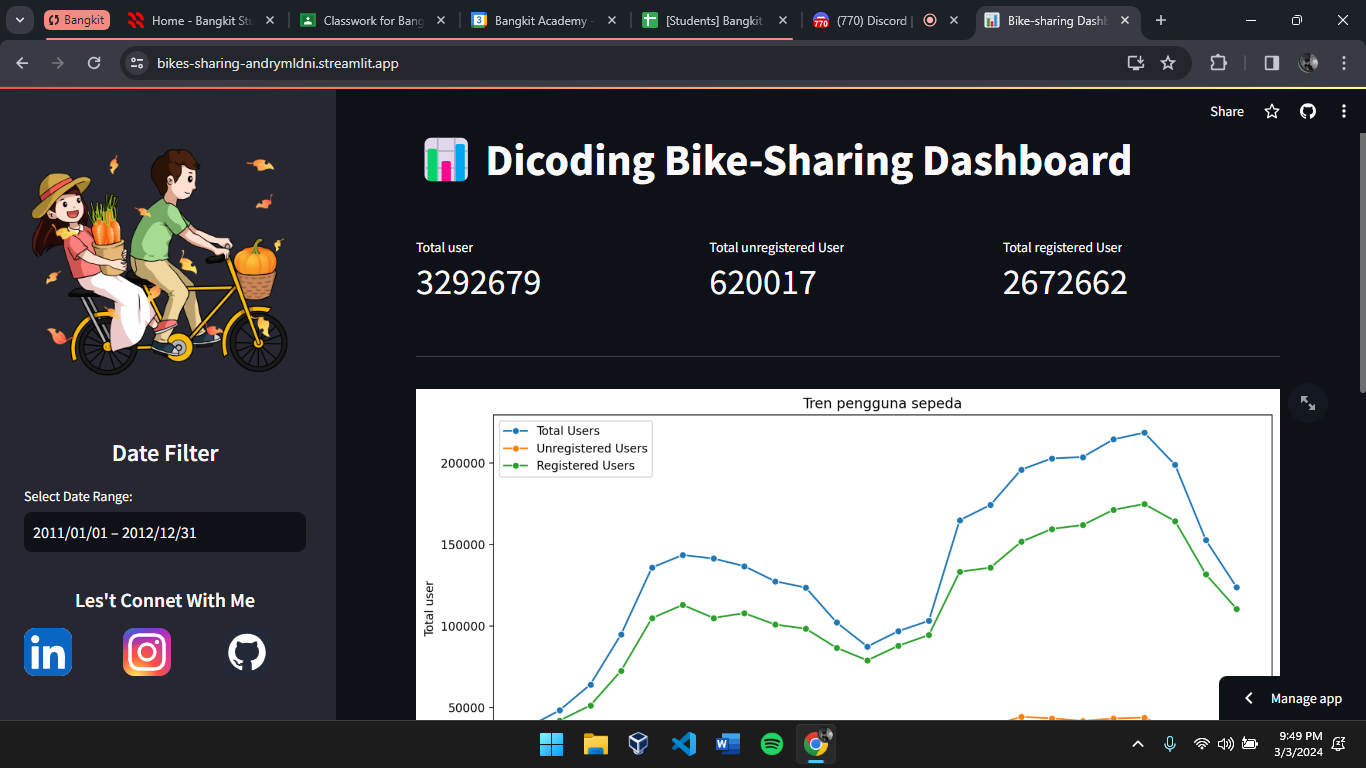 Bangkit
Home - Bangkit Stu
Classwork for Bang
Bangkit Academy -
[Students] Bangkit
(770) Discord |
Bike-sharing Dashb
bikes-sharing-andrymldni.streamlit.app
Share
Dicoding Bike-Sharing Dashboard
Total user
3292679
Total unregistered User
620017
Total registered User
2672662
Date Filter
Select Date Range:
2011/01/01 – 2012/12/31
Les't Connet With Me
in
Tren pengguna sepeda
Total Users
Unregistered Users
Registered Users
Total user
200000
150000
100000
50000
Manage app
9:49 PM
3/3/2024